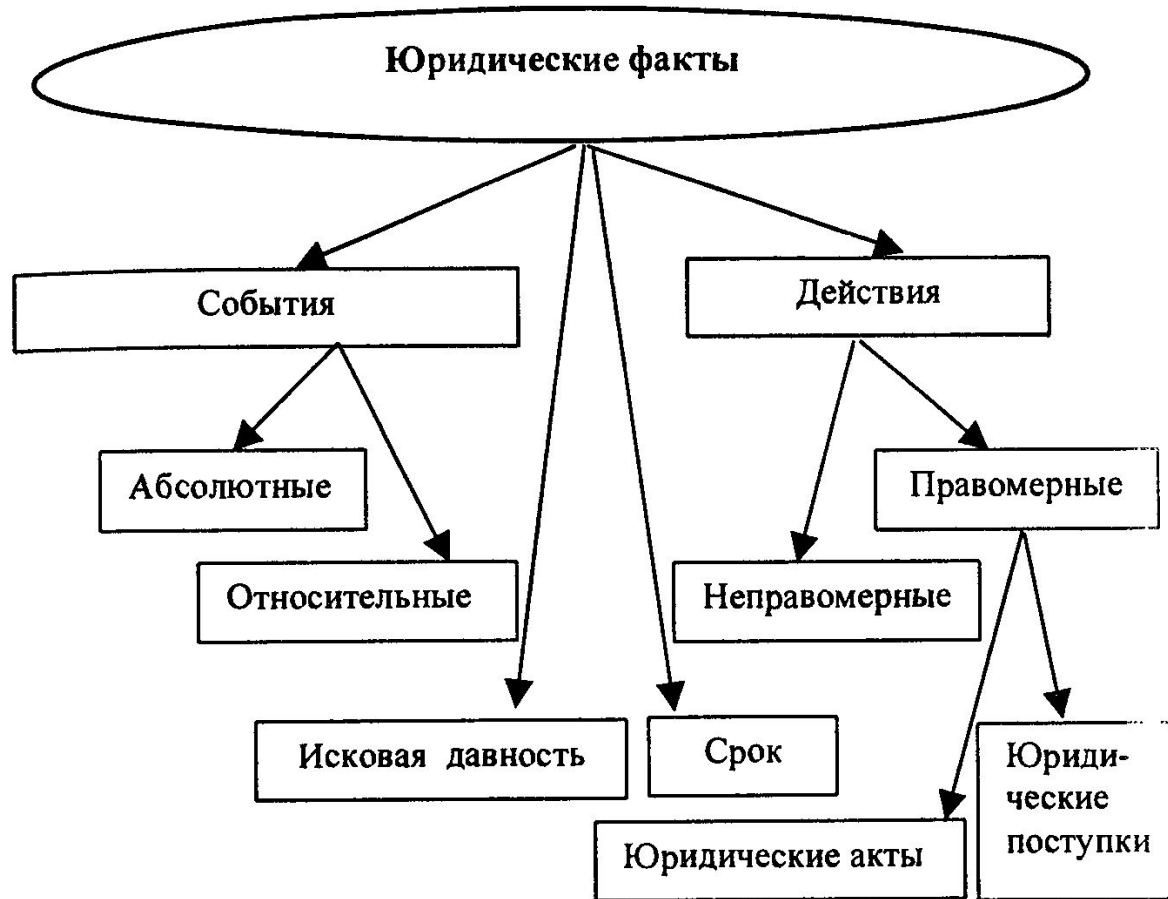 Юридические факты
События
Действия
Абсолютные
Правомерные
Относительные
Неправомерные
Исковая давность
Срок
Юриди-
ческие
поступки
Юридические акты